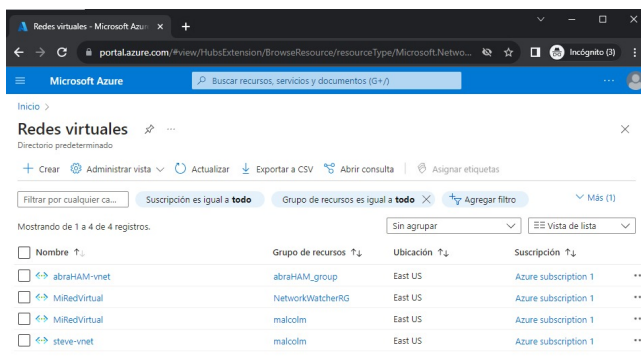 Redes virtuales - Microsoft Azun
portal.azure.com/#view/HubsExtension/BrowseResource/resourceType/Microsoft.Netwo...
Incógnito (3)
Microsoft Azure
Buscar recursos, servicios y documentos (G+/)
Inicio >
Redes virtuales
Directorio predeterminado
Crear Administrar vista Actualizar Exportar a CSV Abrir consulta Asignar etiquetas
Filtrar por cualquier ca... Suscripción es igual a todo Grupo de recursos es igual a todo Agregar filtro Más (1)
Mostrando de 1 a 4 de 4 registros. Sin agrupar Vista de lista
Nombre Grupo de recursos Ubicación Suscripción
abraHAM-vnet abraHAM_group East US Azure subscription 1
MiRedVirtual NetworkWatcherRG East US Azure subscription 1
MiRedVirtual malcolm East US Azure subscription 1
steve-vnet malcolm East US Azure subscription 1